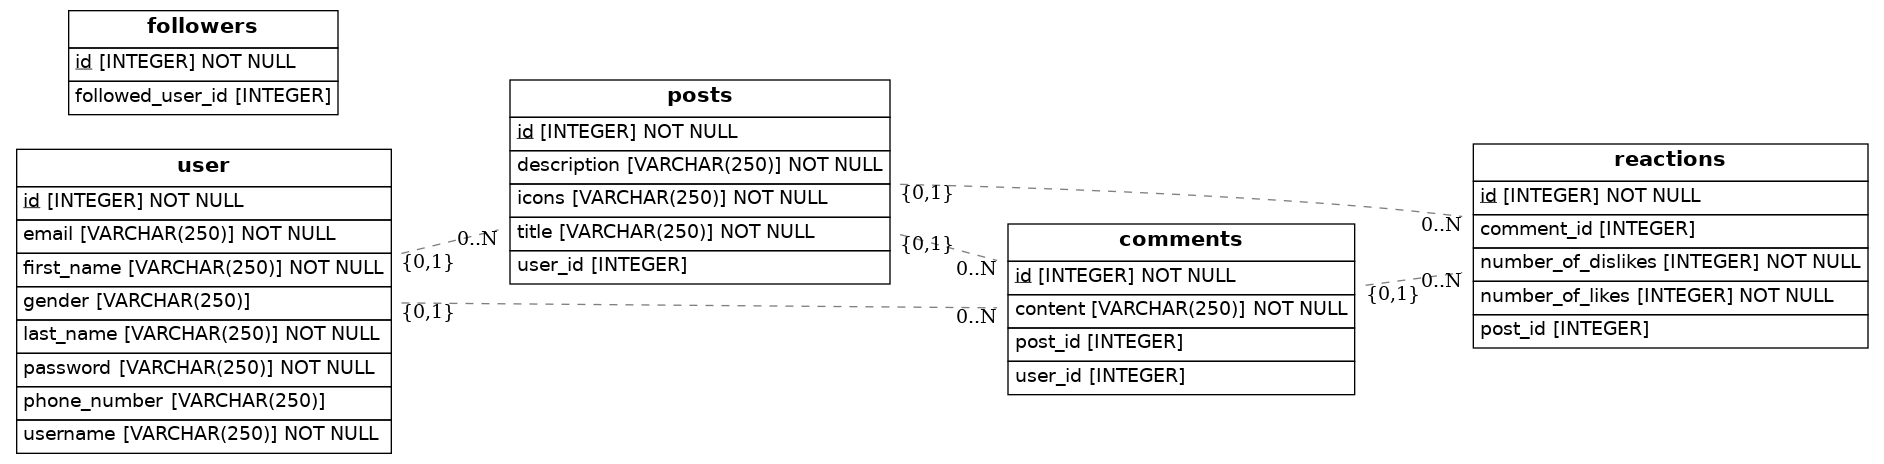 followers
id [INTEGER] NOT NULL
followed_user_id [INTEGER]
user
id [INTEGER] NOT NULL
email [VARCHAR(250)] NOT NULL
first_name [VARCHAR(250)] NOT NULL
gender [VARCHAR(250)]
last_name [VARCHAR(250)] NOT NULL
password [VARCHAR(250)] NOT NULL
phone_number [VARCHAR(250)]
username [VARCHAR(250)] NOT NULL
{0,1}
0..N
{0,1}
0..N
posts
id [INTEGER] NOT NULL
description [VARCHAR(250)] NOT NULL
icons [VARCHAR(250)] NOT NULL
title [VARCHAR(250)] NOT NULL
user_id [INTEGER]
{0,1}
0..N
{0,1}
0..N
comments
id [INTEGER] NOT NULL
content [VARCHAR(250)] NOT NULL
post_id [INTEGER]
user_id [INTEGER]
{0,1}
0..N
reactions
id [INTEGER] NOT NULL
comment_id [INTEGER]
number_of_dislikes [INTEGER] NOT NULL
number_of_likes [INTEGER] NOT NULL
post_id [INTEGER]